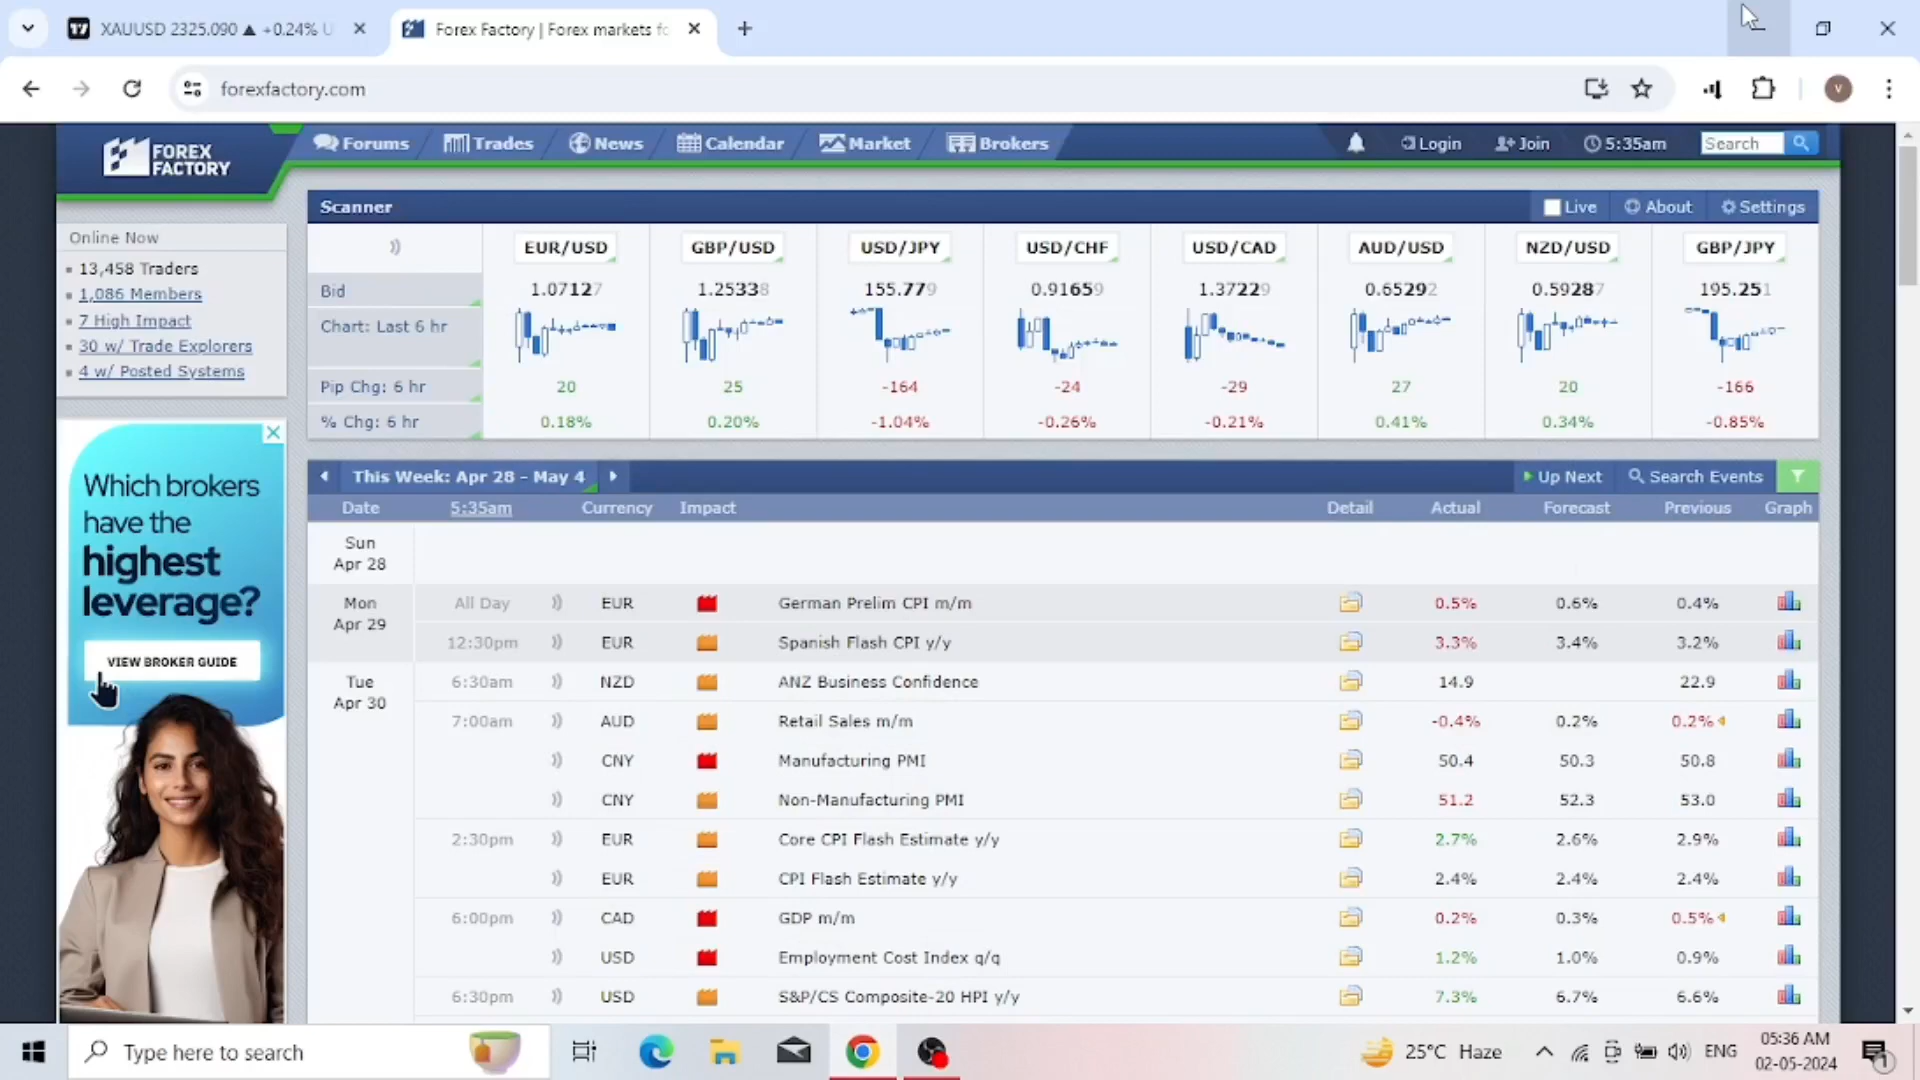 XAUUSD 2325.090 ▲ +0.24% U
Forex Factory | Forex markets fo
forexfactory.com
V
FOREX FACTORY
Forums Trades News Calendar Market Brokers
Login Join 5:35am Search
Online Now
13,458 Traders
1,086 Members
7 High Impact
30 w/ Trade Explorers
4 w/ Posted Systems
Scanner Live About Settings
EUR/USD GBP/USD USD/JPY USD/CHF USD/CAD AUD/USD NZD/USD GBP/JPY
Bid 1.07127 1.25338 155.779 0.91659 1.37229 0.65292 0.59287 195.251
Chart: Last 6 hr
Pip Chg: 6 hr 20 25 -164 -24 -29 27 20 -166
% Chg: 6 hr 0.18% 0.20% -1.04% -0.26% -0.21% 0.41% 0.34% -0.85%
Which brokers
have the
highest
leverage?
VIEW BROKER GUIDE
This Week: Apr 28 - May 4 Up Next Search Events
Date 5:35am Currency Impact Detail Actual Forecast Previous Graph
Sun
Apr 28
Mon
Apr 29
All Day EUR German Prelim CPI m/m 0.5% 0.6% 0.4%
12:30pm EUR Spanish Flash CPI y/y 3.3% 3.4% 3.2%
Tue
Apr 30
6:30am NZD ANZ Business Confidence 14.9 22.9
7:00am AUD Retail Sales m/m -0.4% 0.2% 0.2%
CNY Manufacturing PMI 50.4 50.3 50.8
CNY Non-Manufacturing PMI 51.2 52.3 53.0
2:30pm EUR Core CPI Flash Estimate y/y 2.7% 2.6% 2.9%
EUR CPI Flash Estimate y/y 2.4% 2.4% 2.4%
6:00pm CAD GDP m/m 0.2% 0.3% 0.5%
USD Employment Cost Index q/q 1.2% 1.0% 0.9%
6:30pm USD S&P/CS Composite-20 HPI y/y 7.3% 6.7% 6.6%
Type here to search
25°C Haze
ENG
05:36 AM
02-05-2024
1